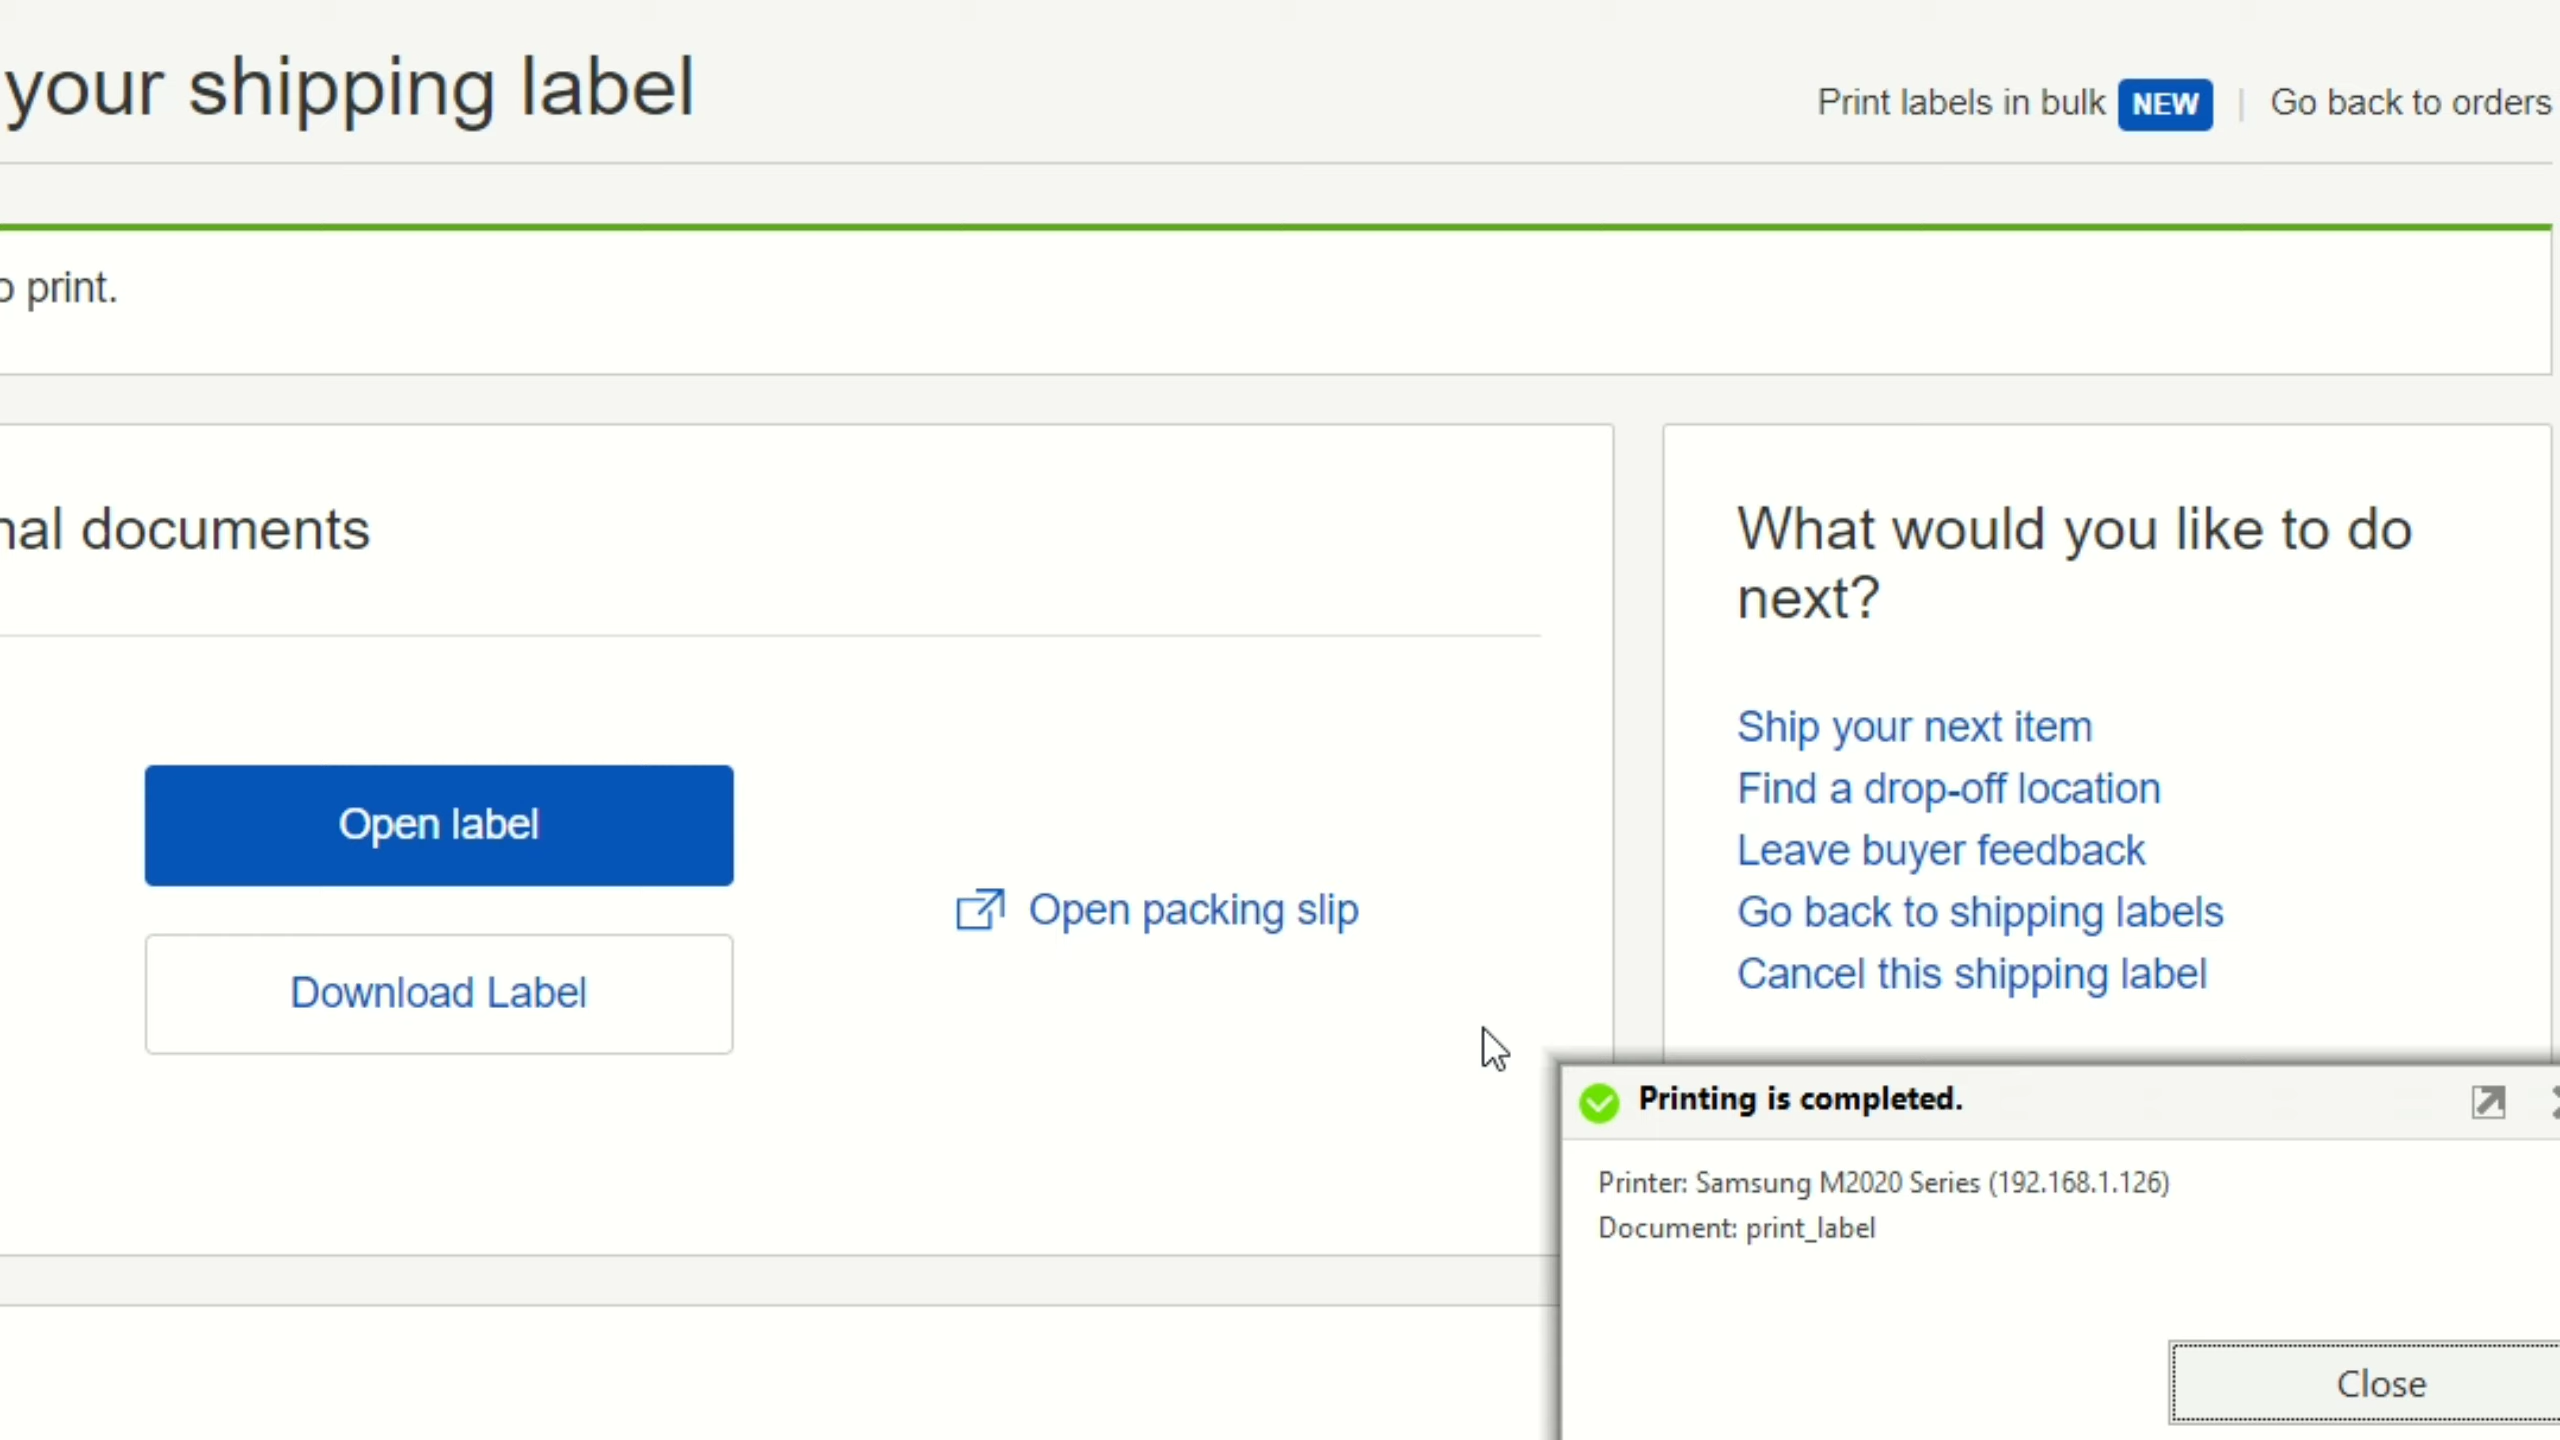 your shipping label
Print labels in bulk NEW | Go back to orders
print.
documents
What would you like to do
next?
Ship your next item
Find a drop-off location
Leave buyer feedback
Go back to shipping labels
Cancel this shipping label
Open label
Download Label
Open packing slip
Printing is completed.
Printer: Samsung M2020 Series (192.168.1.126)
Document: print_label
Close